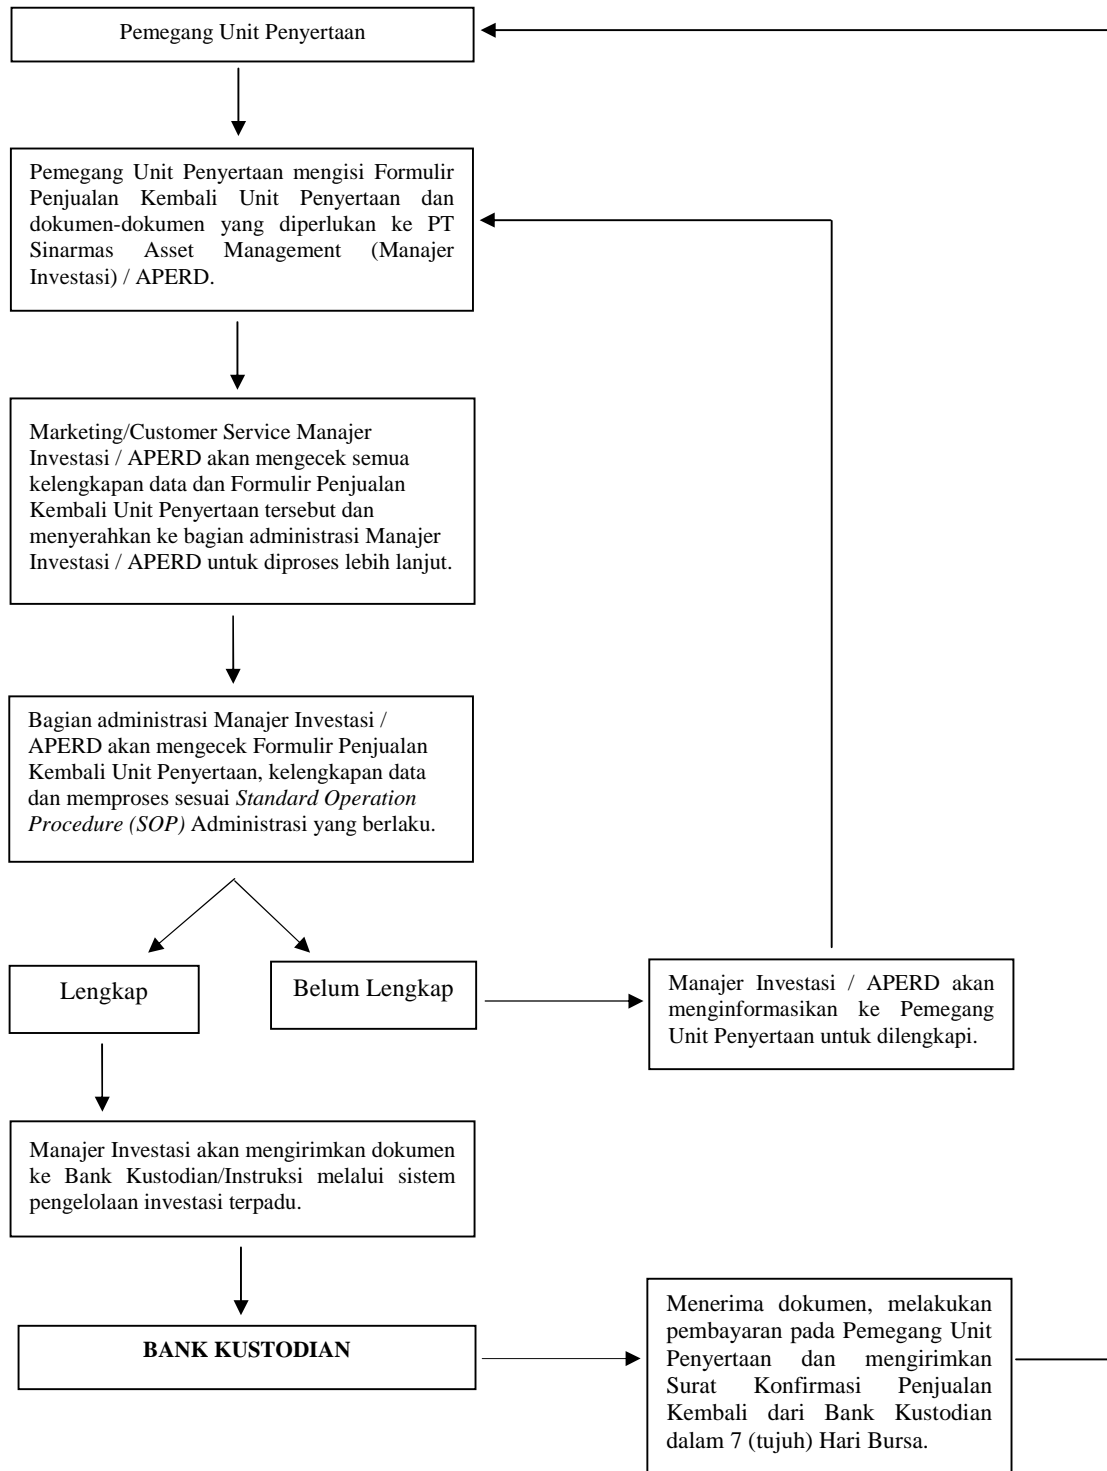 Pemegang Unit Penyertaan
Pemegang Unit Penyertaan mengisi Formulir
Penjualan Kembali Unit Penyertaan dan
dokumen-dokumen yang diperlukan ke PT
Sinarmas Asset Management (Manajer
Investasi) / APERD.
Marketing/Customer Service Manajer
Investasi / APERD akan mengecek semua
kelengkapan data dan Formulir Penjualan
Kembali Unit Penyertaan tersebut dan
menyerahkan ke bagian administrasi Manajer
Investasi / APERD untuk diproses lebih lanjut.
Bagian administrasi Manajer Investasi /
APERD akan mengecek Formulir Penjualan
Kembali Unit Penyertaan, kelengkapan data
dan memproses sesuai Standard Operation
Procedure (SOP) Administrasi yang berlaku.
Lengkap
Belum Lengkap
Manajer Investasi / APERD akan
menginformasikan ke Pemegang
Unit Penyertaan untuk dilengkapi.
Manajer Investasi akan mengirimkan dokumen
ke Bank Kustodian/Instruksi melalui sistem
pengelolaan investasi terpadu.
BANK KUSTODIAN
Menerima dokumen, melakukan
pembayaran pada Pemegang Unit
Penyertaan dan mengirimkan
Surat Konfirmasi Penjualan
Kembali dari Bank Kustodian
dalam 7 (tujuh) Hari Bursa.